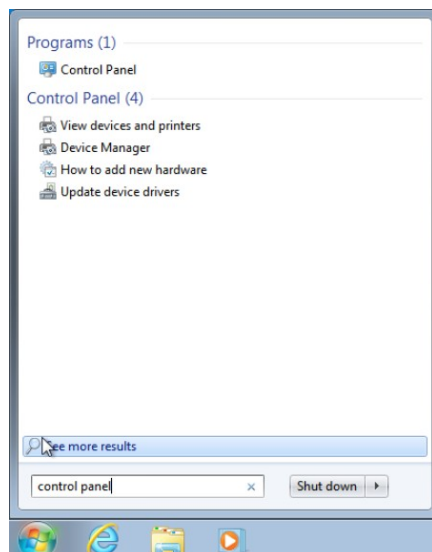 Programs (1)
Control Panel
Control Panel (4)
View devices and printers
Device Manager
How to add new hardware
Update device drivers
See more results
control panel
Shut down